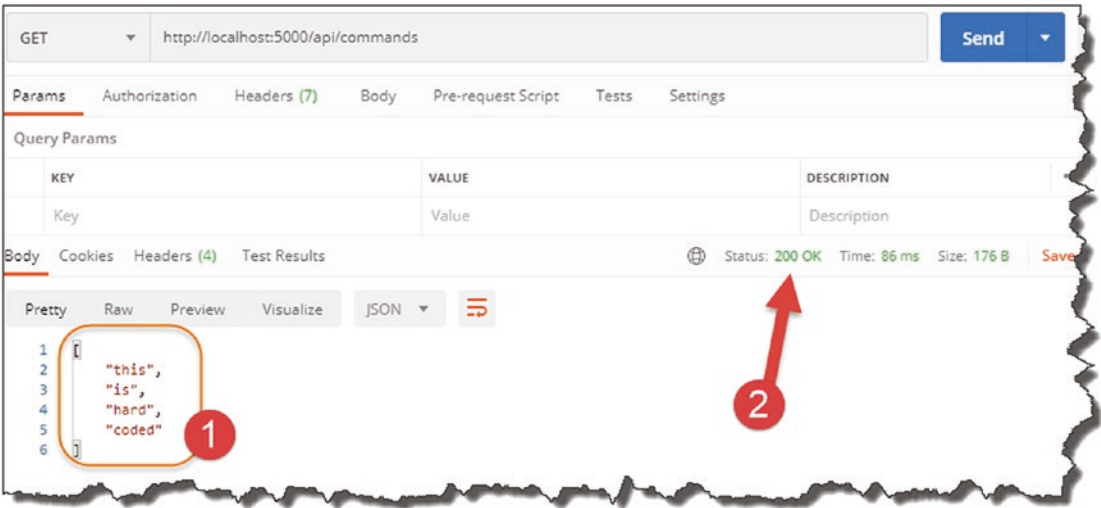 GET http://localhost:5000/api/commands Send
Params Authorization Headers (7) Body Pre-request Script Tests Settings
Query Params
KEY VALUE DESCRIPTION
Key Value Description
Body Cookies Headers (4) Test Results Status: 200 OK Time: 86 ms Size: 176 B Save
Pretty Raw Preview Visualize JSON
1 [
2 "this",
3 "is",
4 "hard",
5 "coded"
6 ]
1
2